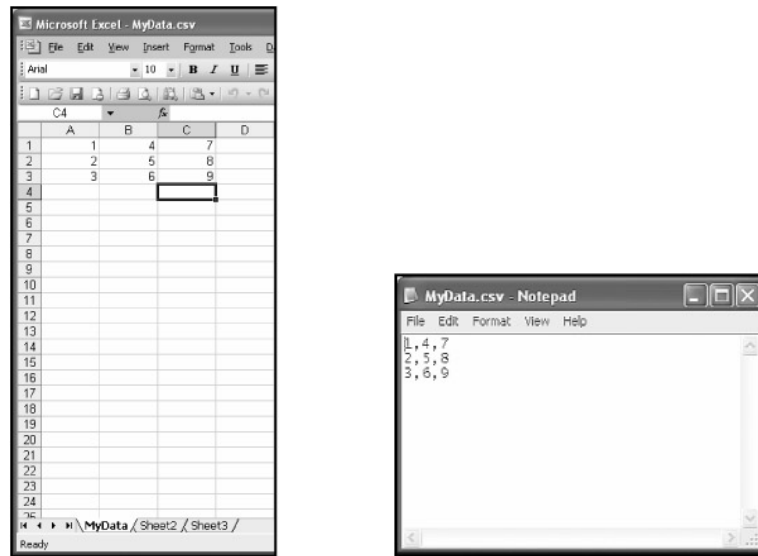 Microsoft Excel - MyData.csv
File Edit View Insert Format Tools D
Arial 10 B I U
C4 fx
A B C D
1 1 4 7
2 2 5 8
3 3 6 9
4
5
6
7
8
9
10
11
12
13
14
15
16
17
18
19
20
21
22
23
24
25
MyData / Sheet2 / Sheet3 /
Ready
MyData.csv - Notepad
File Edit Format View Help
1,4,7
2,5,8
3,6,9